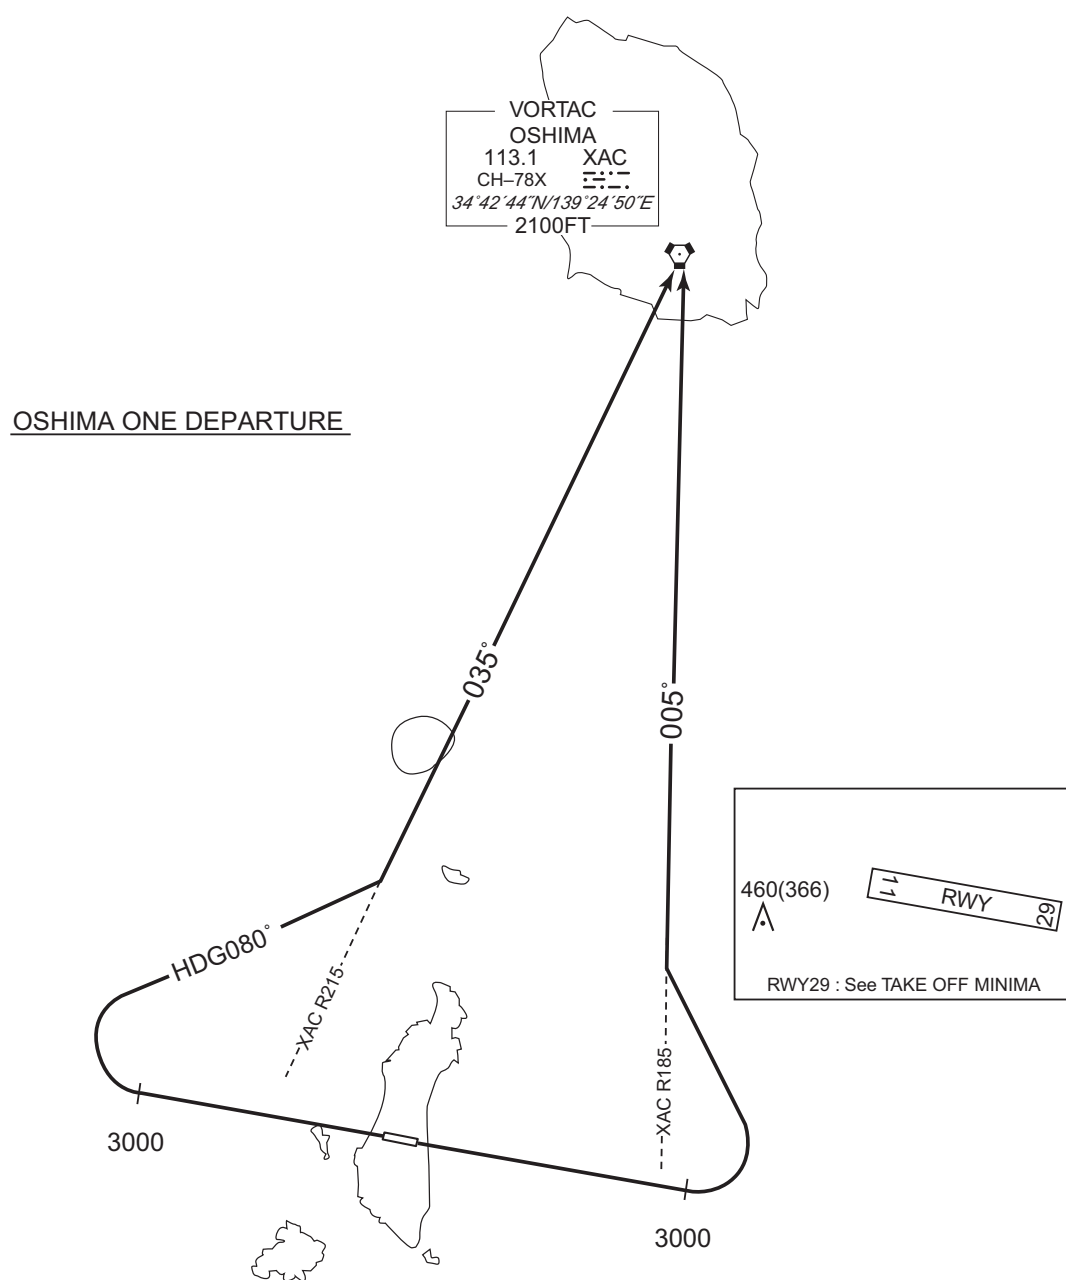 VORTAC
OSHIMA
113.1 XAC
CH–78X
34°42´44˝N/139°24´50˝E
2100FT
OSHIMA ONE DEPARTURE
035°
005°
460(366)
11 RWY 29
RWY29 : See TAKE OFF MINIMA
HDG080°
XAC R215
XAC R185
3000
3000